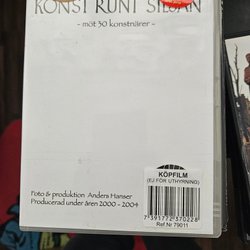 KONST RUNT SILJAN
- möt 30 konstnärer -
KÖPFILM
(EJ FÖR UTHYRNING)
7 391772 370228
Ref.Nr 79011
Foto & produktion Anders Hanser
Producerad under åren 2000 - 2004